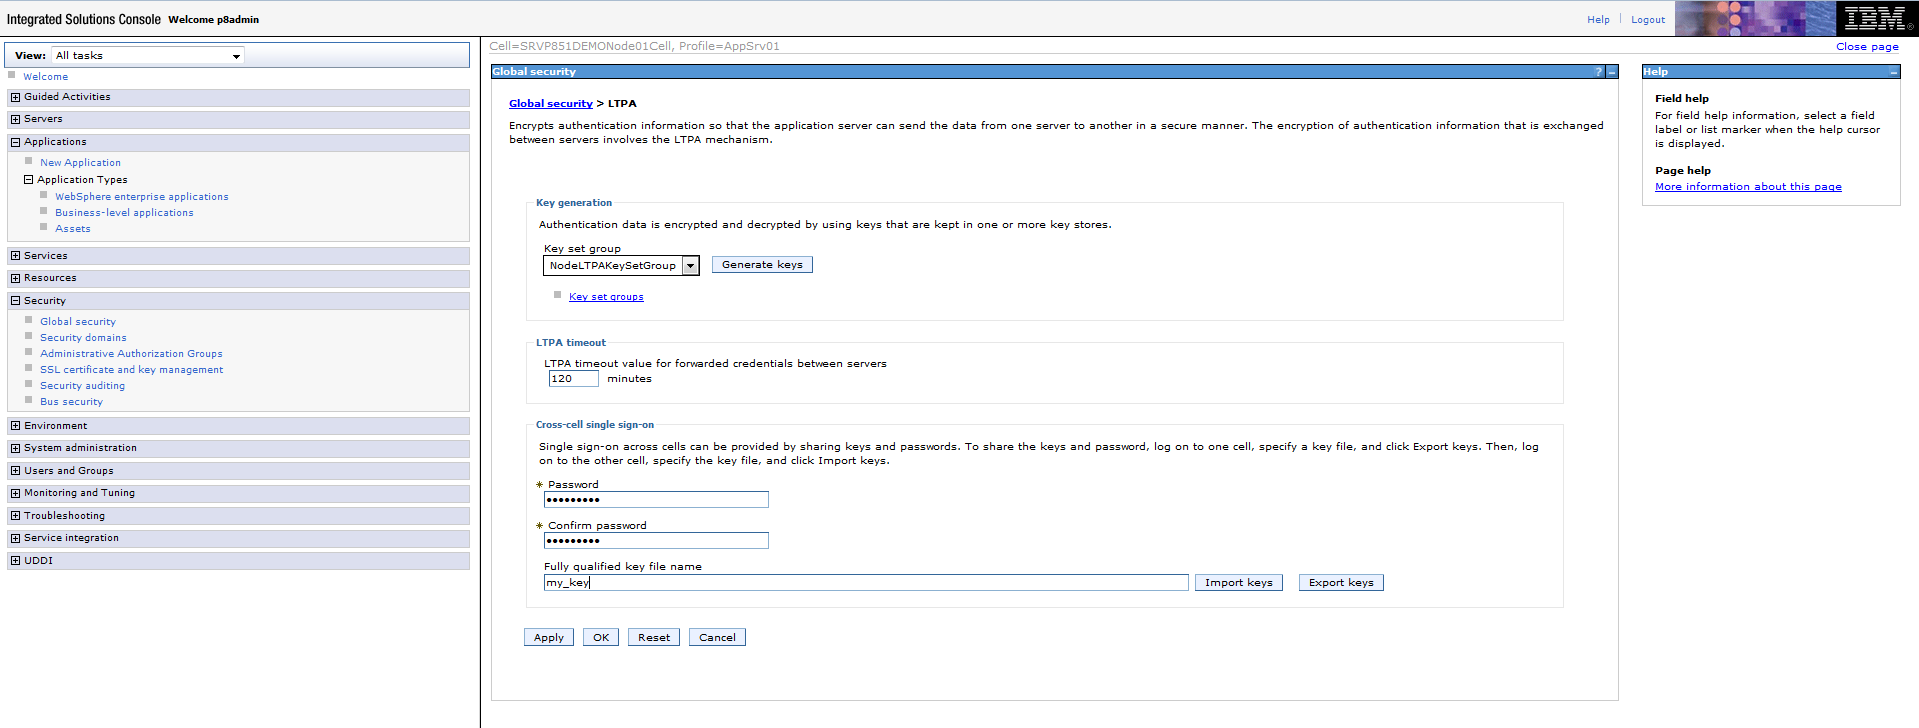 Integrated Solutions Console Welcome p8admin
Help Logout
IBM®
View: All tasks
Welcome
Guided Activities
Servers
Applications
New Application
Application Types
WebSphere enterprise applications
Business-level applications
Assets
Services
Resources
Security
Global security
Security domains
Administrative Authorization Groups
SSL certificate and key management
Security auditing
Bus security
Environment
System administration
Users and Groups
Monitoring and Tuning
Troubleshooting
Service integration
UDDI
Cell=SRVP851DEMONode01Cell, Profile=AppSrv01
Close page
Global security
?
Global security > LTPA
Encrypts authentication information so that the application server can send the data from one server to another in a secure manner. The encryption of authentication information that is exchanged
between servers involves the LTPA mechanism.
Key generation
Authentication data is encrypted and decrypted by using keys that are kept in one or more key stores.
Key set group
NodeLTPAKeySetGroup Generate keys
Key set groups
LTPA timeout
LTPA timeout value for forwarded credentials between servers
120 minutes
Cross-cell single sign-on
Single sign-on across cells can be provided by sharing keys and passwords. To share the keys and password, log on to one cell, specify a key file, and click Export keys. Then, log
on to the other cell, specify the key file, and click Import keys.
* Password
•••••••••
* Confirm password
•••••••••
Fully qualified key file name
my_key Import keys Export keys
Apply OK Reset Cancel
Help
Field help
For field help information, select a field
label or list marker when the help cursor
is displayed.
Page help
More information about this page